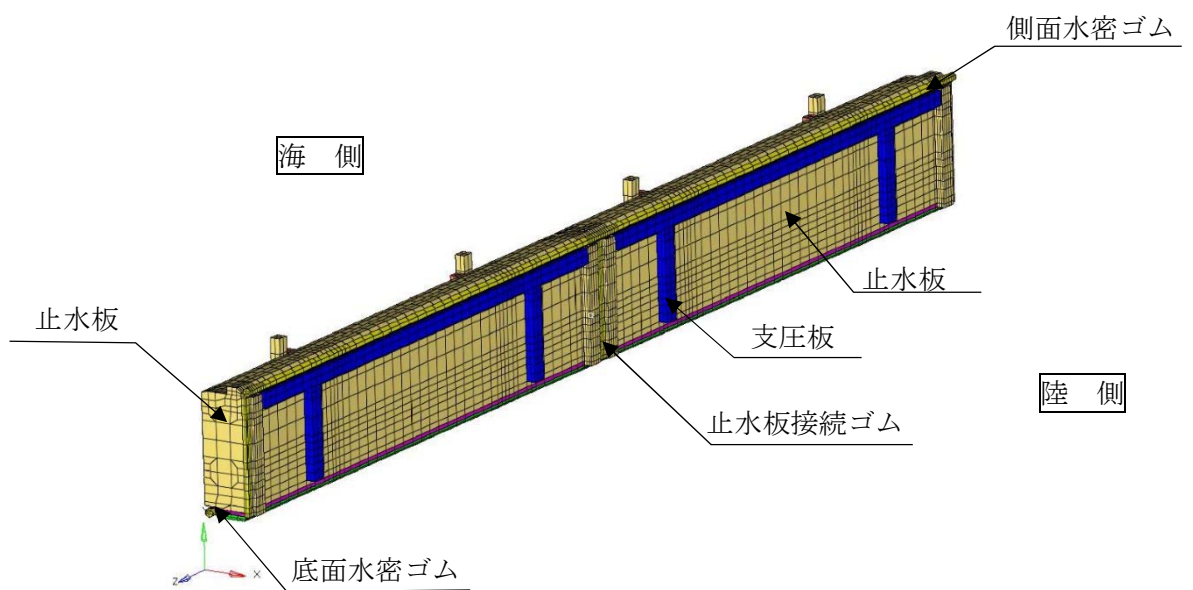 側面水密ゴム
海　側
止水板
止水板
支圧板
陸　側
止水板接続ゴム
底面水密ゴム
Z
X